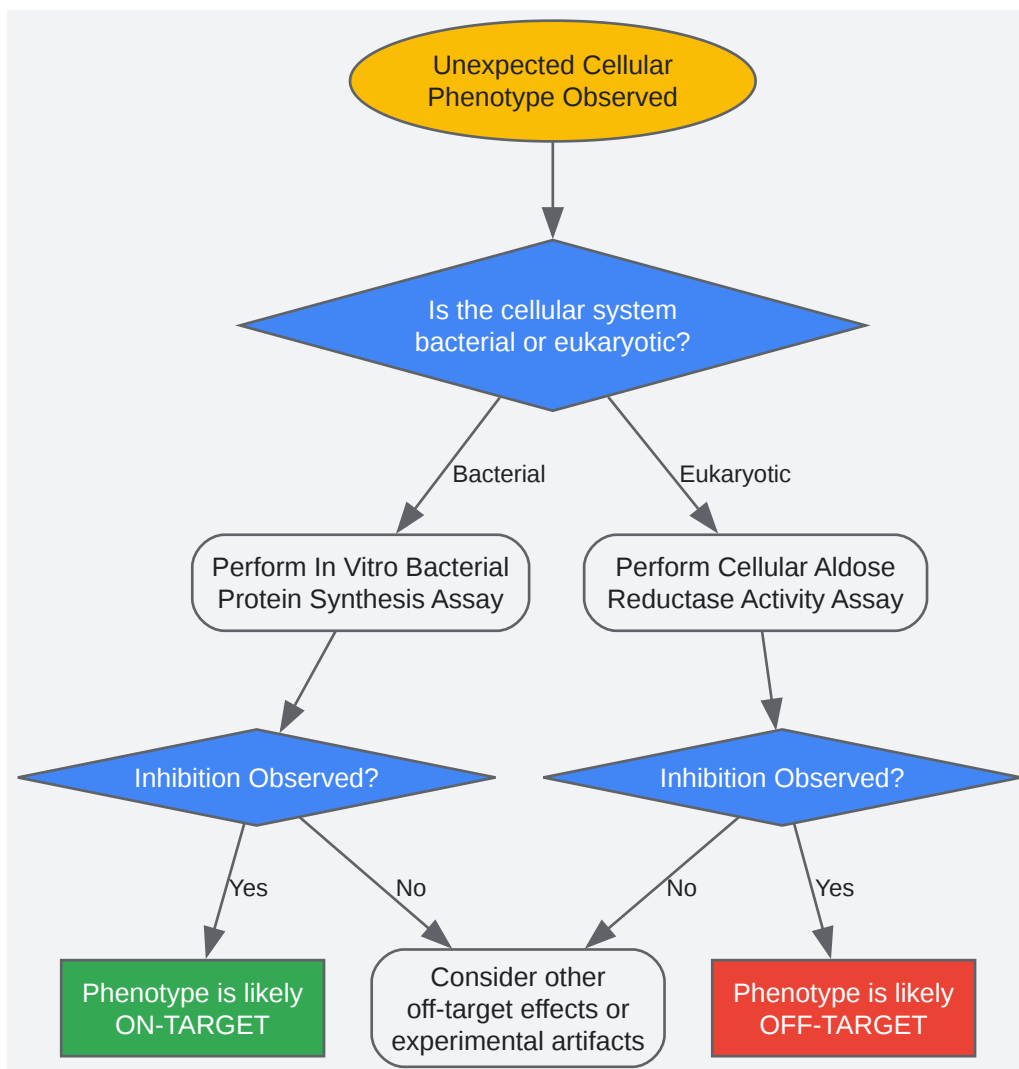 Unexpected Cellular
Phenotype Observed
Is the cellular system
bacterial or eukaryotic?
Bacterial
Eukaryotic
Perform In Vitro Bacterial
Protein Synthesis Assay
Perform Cellular Aldose
Reductase Activity Assay
Inhibition Observed?
Inhibition Observed?
Yes
No
No
Yes
Phenotype is likely
ON-TARGET
Consider other
off-target effects or
experimental artifacts
Phenotype is likely
OFF-TARGET